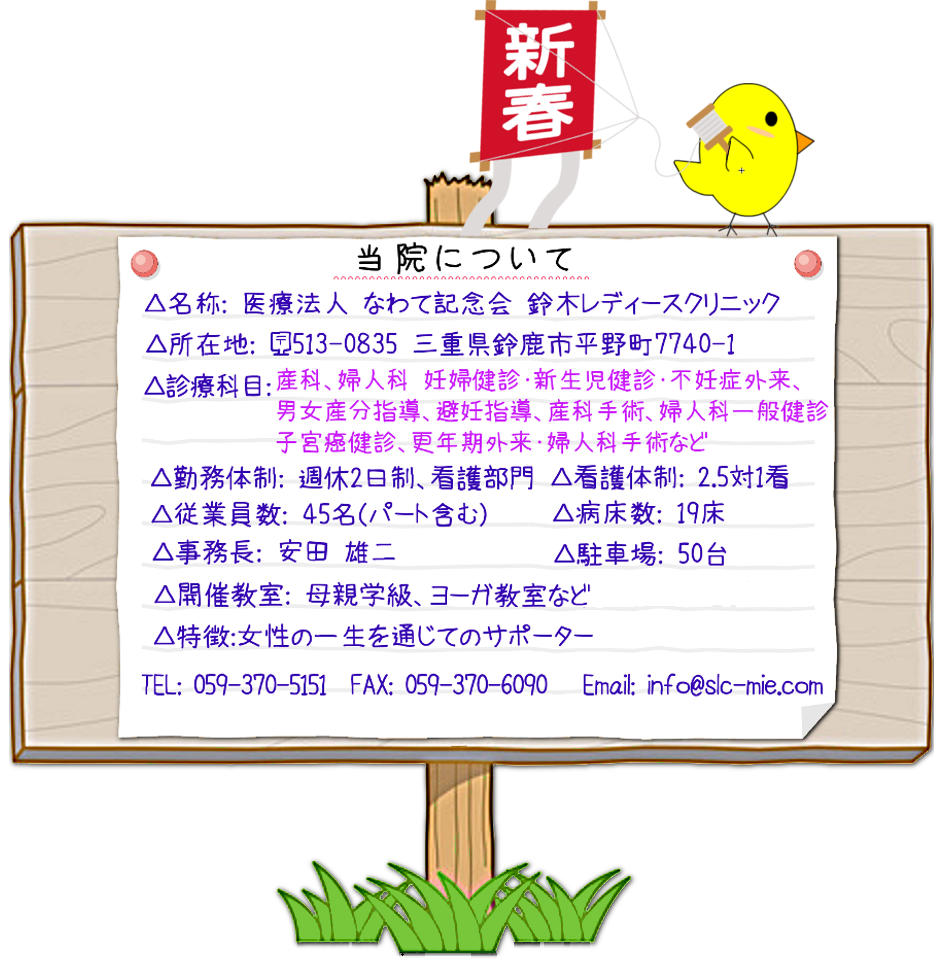 新春
当院について
△名称: 医療法人 なわて記念会 鈴木レディースクリニック
△所在地: 〒513-0835 三重県鈴鹿市平野町7740-1
△診療科目: 産科、婦人科 妊婦健診・新生児健診・不妊症外来、
男女産分指導、避妊指導、産科手術、婦人科一般健診
子宮癌健診、更年期外来・婦人科手術など
△勤務体制: 週休2日制、看護部門 △看護体制: 2.5対1看
△従業員数: 45名(パート含む) △病床数: 19床
△事務長: 安田 雄二 △駐車場: 50台
△開催教室: 母親学級、ヨーガ教室など
△特徴:女性の一生を通じてのサポーター
TEL: 059-370-5151 FAX: 059-370-6090 Email: info@slc-mie.com